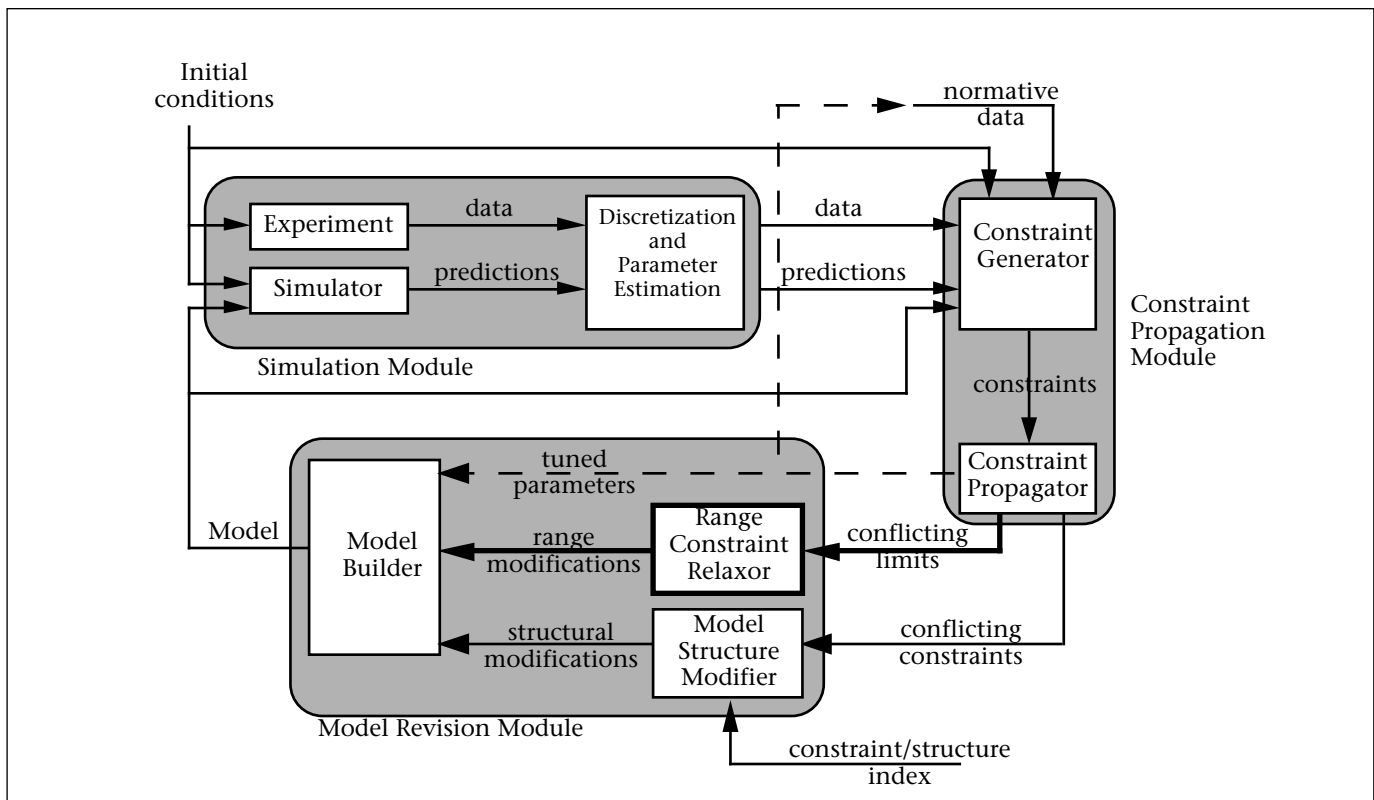 Initial
conditions
normative
data
Experiment
data
Discretization
and
Parameter
Estimation
data
Constraint
Generator
Simulator
predictions
predictions
Constraint
Propagation
Module
Simulation Module
constraints
tuned
parameters
Constraint
Propagator
Model
Model
Builder
range
modifications
Range
Constraint
Relaxor
conflicting
limits
structural
modifications
Model
Structure
Modifier
conflicting
constraints
Model Revision Module
constraint/structure
index